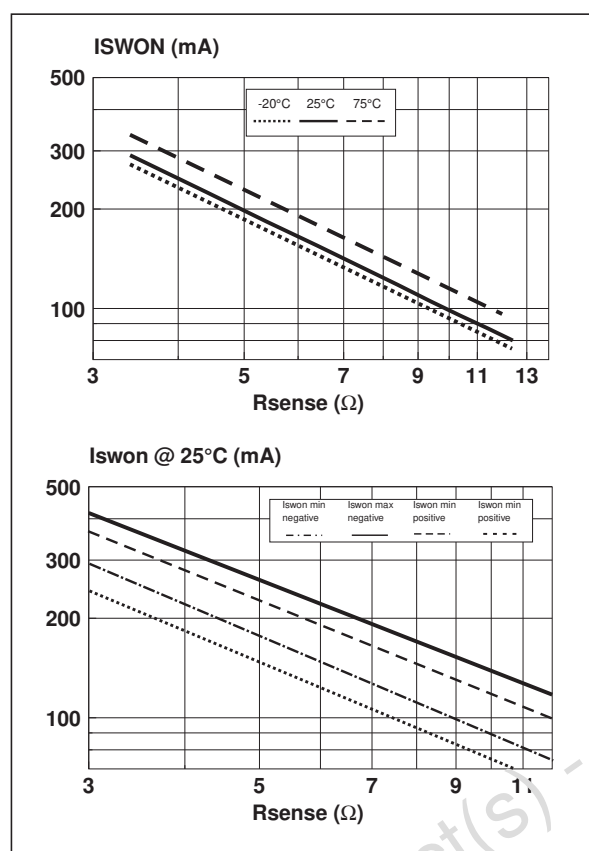 ISWON (mA)
500
-20°C 25°C 75°C
300
200
100
3 5 7 9 11 13
Rsense (Ω)
Iswon @ 25°C (mA)
500
Iswon min negative Iswon max negative Iswon min positive Iswon min positive
300
200
100
3 5 7 9 11
Rsense (Ω)